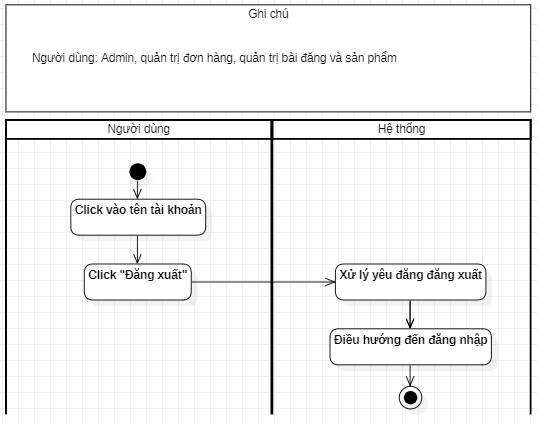 Ghi chú
Người dùng: Admin, quản trị đơn hàng, quản trị bài đăng và sản phẩm
Người dùng
Hệ thống
Click vào tên tài khoản
Click "Đăng xuất"
Xử lý yêu đăng đăng xuất
Điều hướng đến đăng nhập